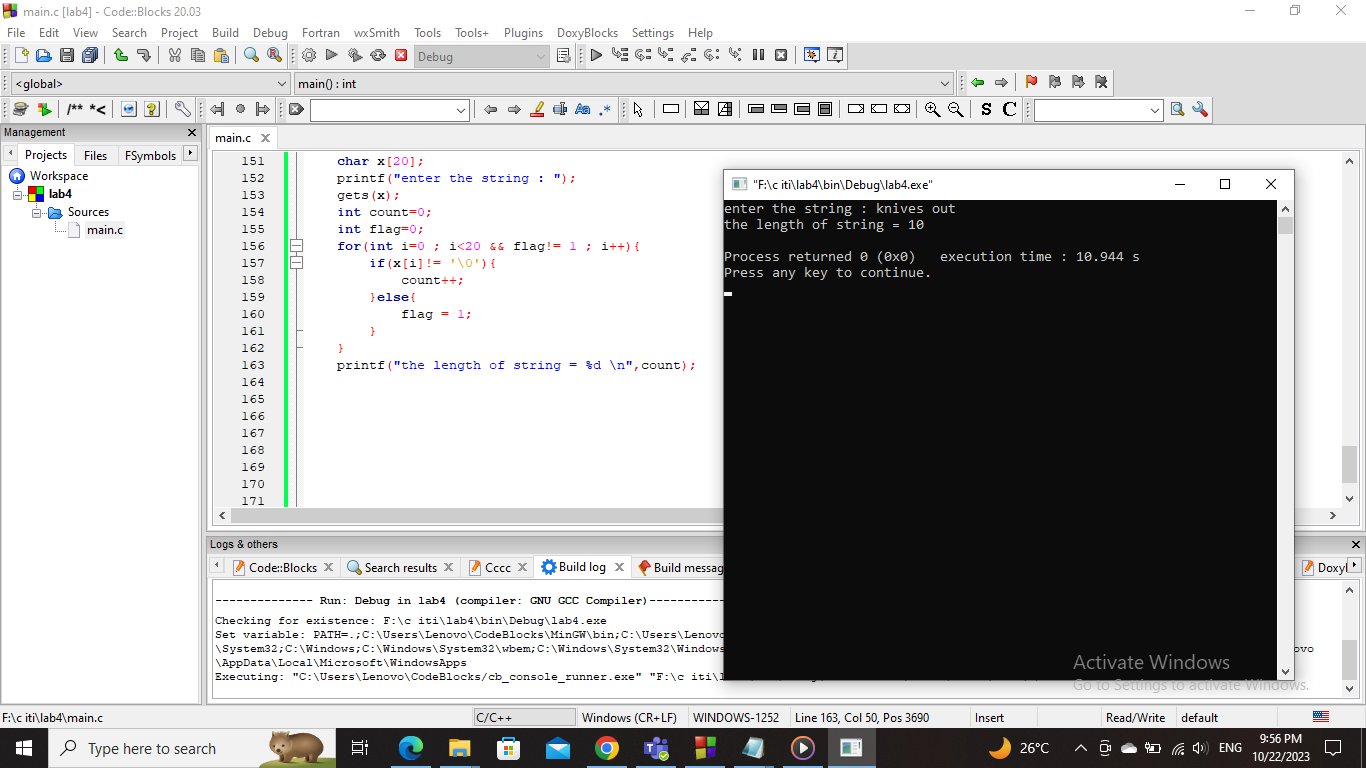 main.c [lab4] - Code::Blocks 20.03
File Edit View Search Project Build Debug Fortran wxSmith Tools Tools+ Plugins DoxyBlocks Settings Help
Debug
<global> main() : int
/** *< Aa .* S C
Management
Projects Files FSymbols
Workspace
lab4
Sources
main.c
main.c
151 char x[20];
152 printf("enter the string : ");
153 gets(x);
154 int count=0;
155 int flag=0;
156 for(int i=0 ; i<20 && flag!= 1 ; i++){
157 if(x[i]!= '\0'){
158 count++;
159 }else{
160 flag = 1;
161 }
162 }
163 printf("the length of string = %d \n",count);
164
165
166
167
168
169
170
171
"F:\c iti\lab4\bin\Debug\lab4.exe"
enter the string : knives out
the length of string = 10
Process returned 0 (0x0) execution time : 10.944 s
Press any key to continue.
Logs & others
Code::Blocks Search results Cccc Build log Build messag Doxyl
-------------- Run: Debug in lab4 (compiler: GNU GCC Compiler)-----------
Checking for existence: F:\c iti\lab4\bin\Debug\lab4.exe
Set variable: PATH=.;C:\Users\Lenovo\CodeBlocks\MinGW\bin;C:\Users\Lenovo
\System32;C:\Windows;C:\Windows\System32\wbem;C:\Windows\System32\Windows ovo
\AppData\Local\Microsoft\WindowsApps
Executing: "C:\Users\Lenovo\CodeBlocks/cb_console_runner.exe" "F:\c iti\l
Activate Windows
Go to Settings to activate Windows.
F:\c iti\lab4\main.c C/C++ Windows (CR+LF) WINDOWS-1252 Line 163, Col 50, Pos 3690 Insert Read/Write default
Type here to search 26°C ENG 9:56 PM
10/22/2023